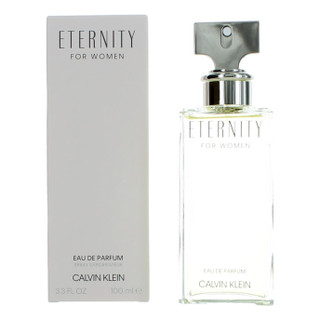 ETERNITY
FOR WOMEN
EAU DE PARFUM
CALVIN KLEIN
3.3 FL OZ 100 ml e
ETERNITY
FOR WOMEN
EAU DE PARFUM
CALVIN KLEIN